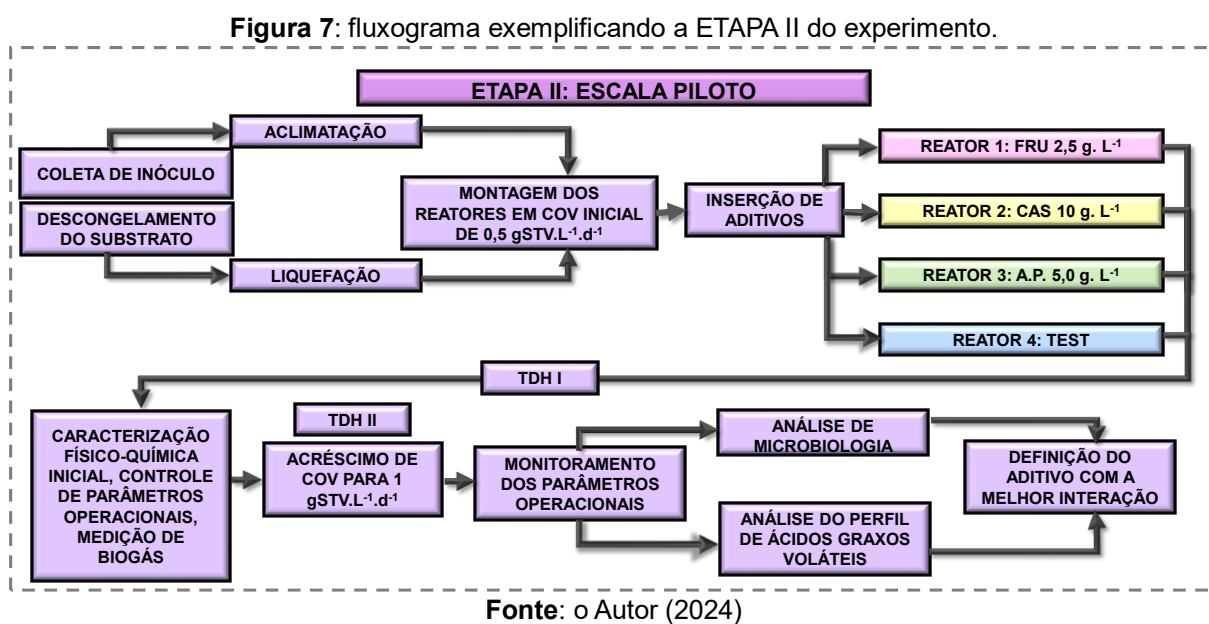 Figura 7: fluxograma exemplificando a ETAPA II do experimento.
ETAPA II: ESCALA PILOTO
ACLIMATAÇÃO
COLETA DE INÓCULO
DESCONGELAMENTO
DO SUBSTRATO
LIQUEFAÇÃO
MONTAGEM DOS
REATORES EM COV INICIAL
DE 0,5 gSTV.L⁻¹.d⁻¹
INSERÇÃO DE
ADITIVOS
REATOR 1: FRU 2,5 g. L⁻¹
REATOR 2: CAS 10 g. L⁻¹
REATOR 3: A.P. 5,0 g. L⁻¹
REATOR 4: TEST
TDH I
CARACTERIZAÇÃO
FÍSICO-QUÍMICA
INICIAL, CONTROLE
DE PARÂMETROS
OPERACIONAIS,
MEDIÇÃO DE
BIOGÁS
TDH II
ACRÉSCIMO DE
COV PARA 1
gSTV.L⁻¹.d⁻¹
MONITORAMENTO
DOS PARÂMETROS
OPERACIONAIS
ANÁLISE DE
MICROBIOLOGIA
ANÁLISE DO PERFIL
DE ÁCIDOS GRAXOS
VOLÁTEIS
DEFINIÇÃO DO
ADITIVO COM A
MELHOR INTERAÇÃO
Fonte: o Autor (2024)